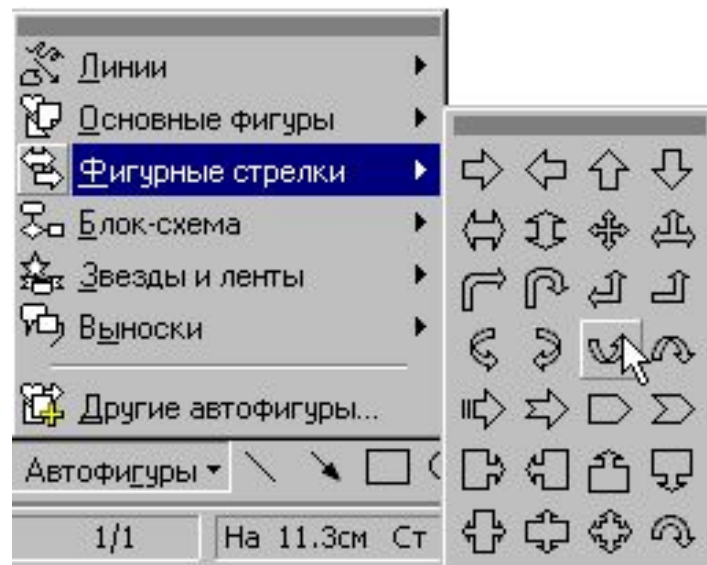 Линии
Основные фигуры
Фигурные стрелки
Блок-схема
Звезды и ленты
Выноски
Другие автофигуры...
Автофигуры
1/1 На 11.3см Ст